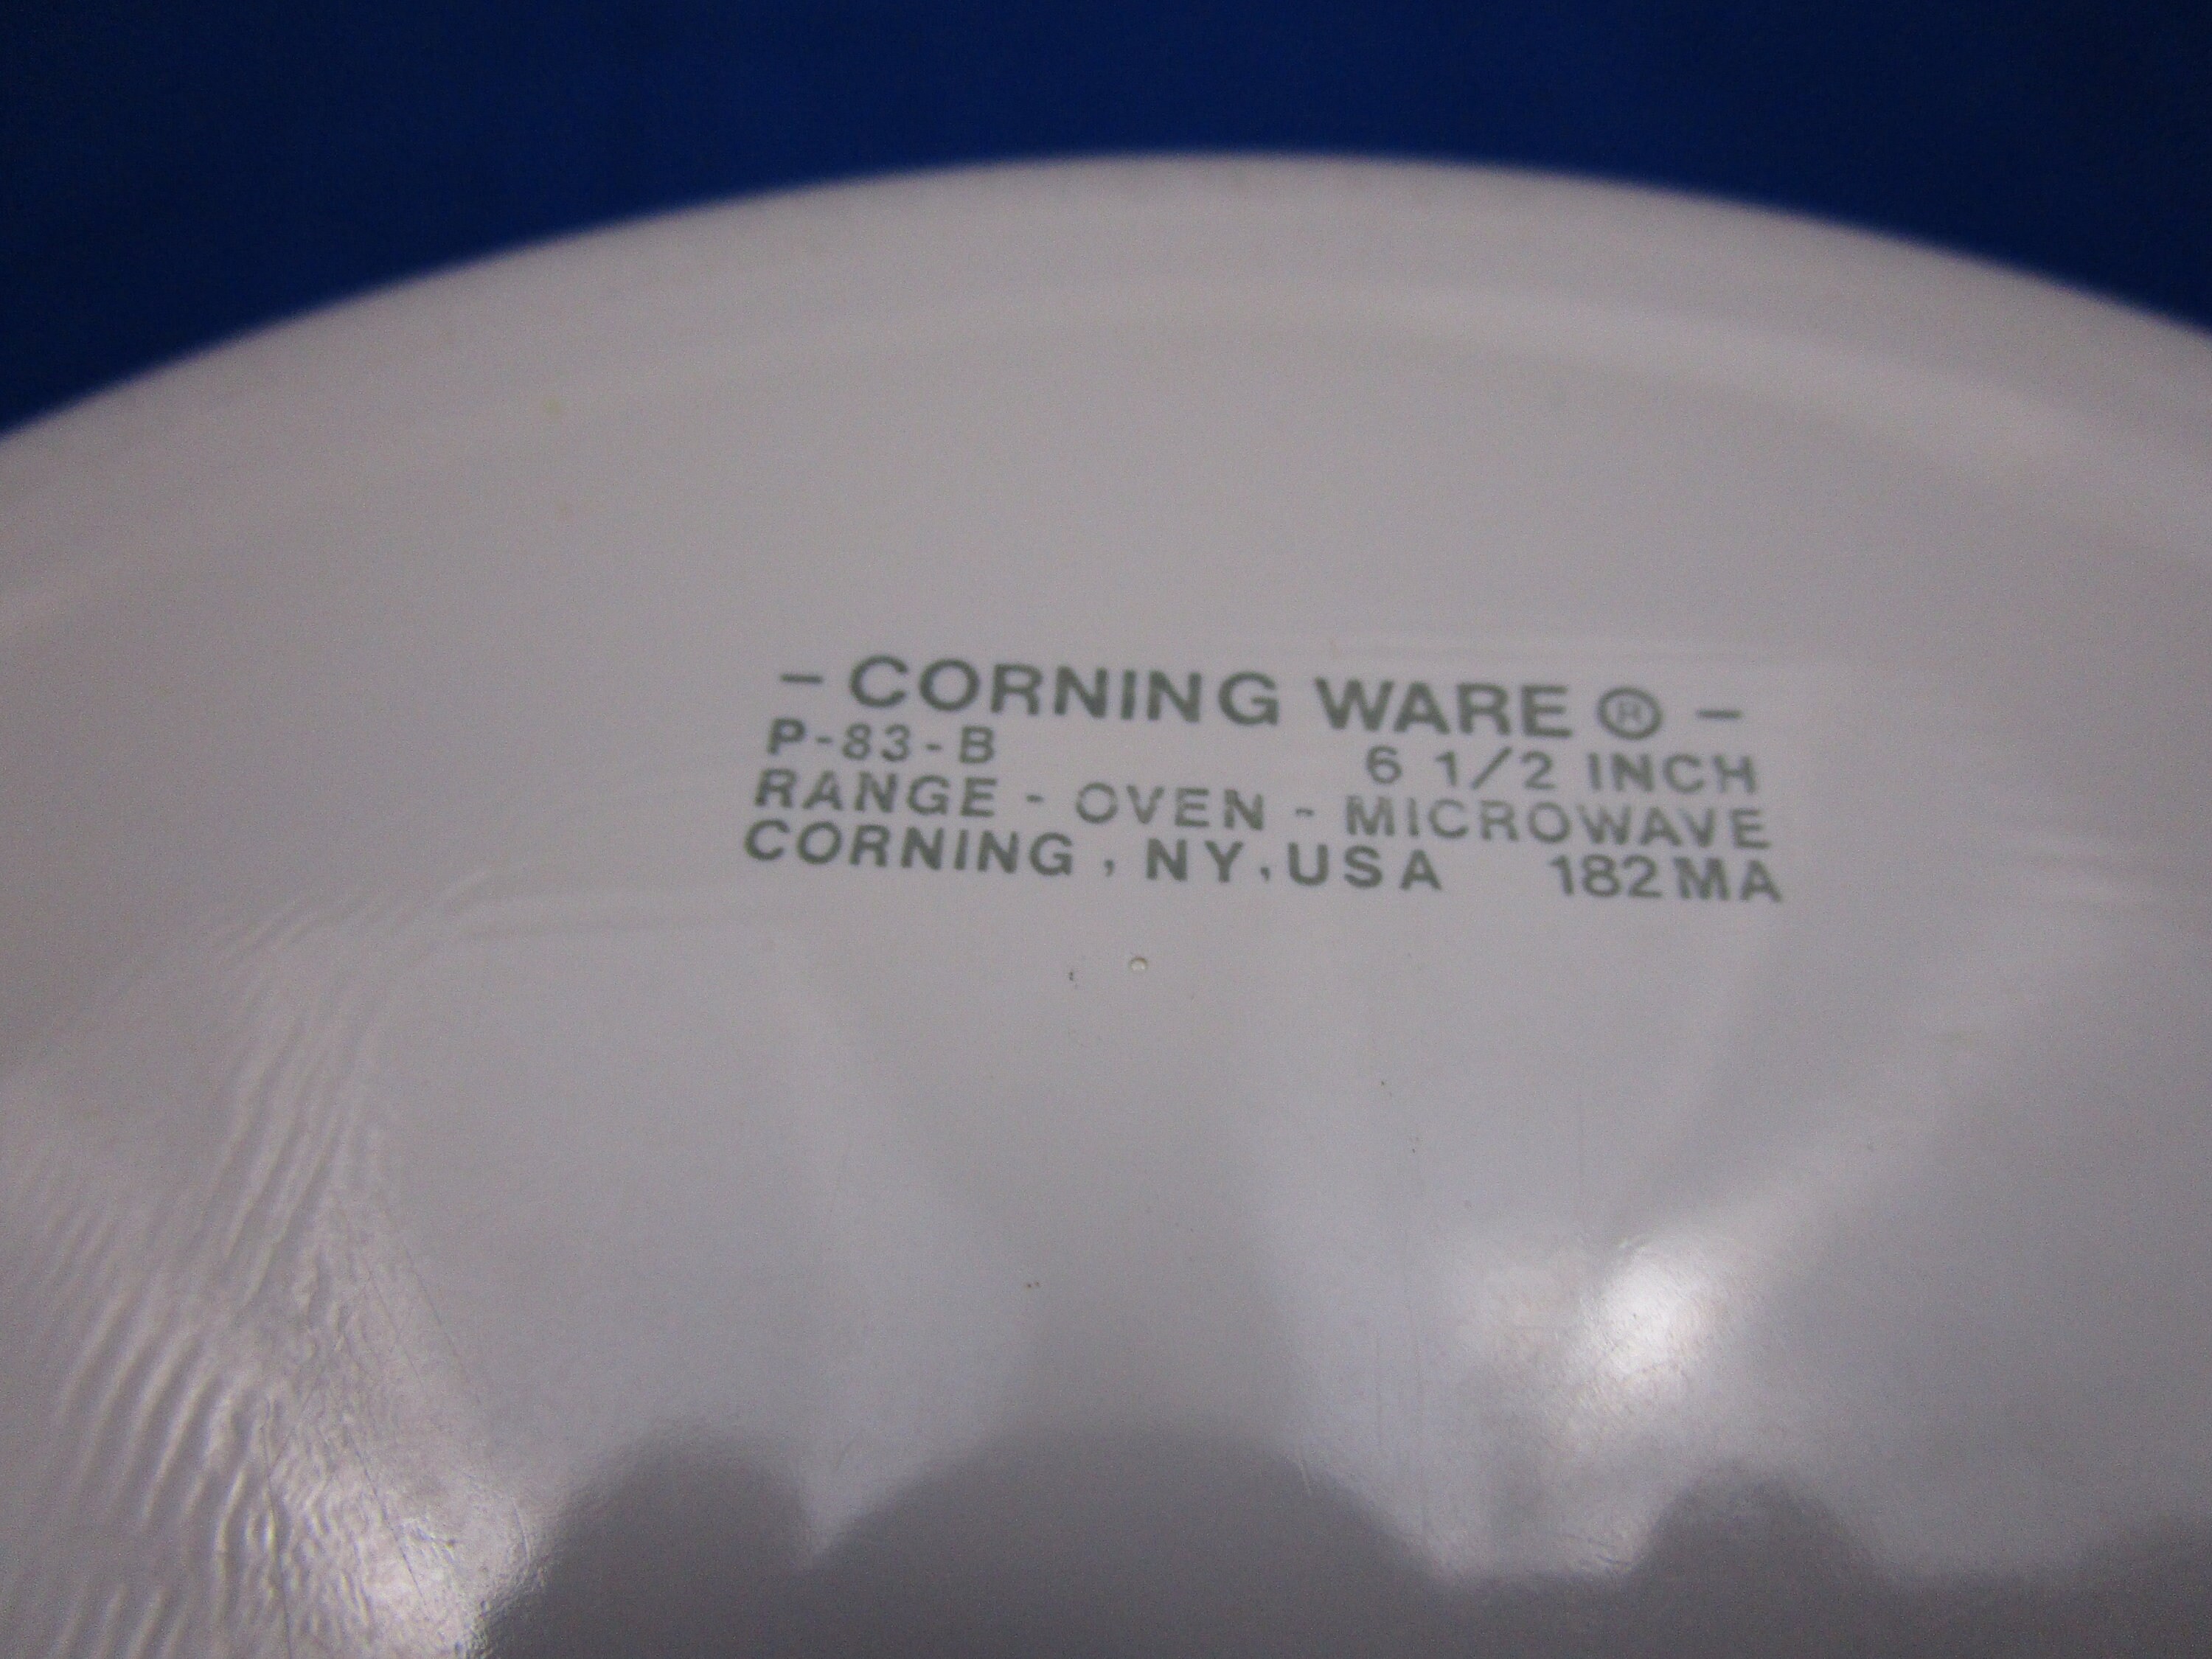 - CORNING WARE ® -
P-83-B 6 1/2 INCH
RANGE - OVEN - MICROWAVE
CORNING , NY, USA 182MA